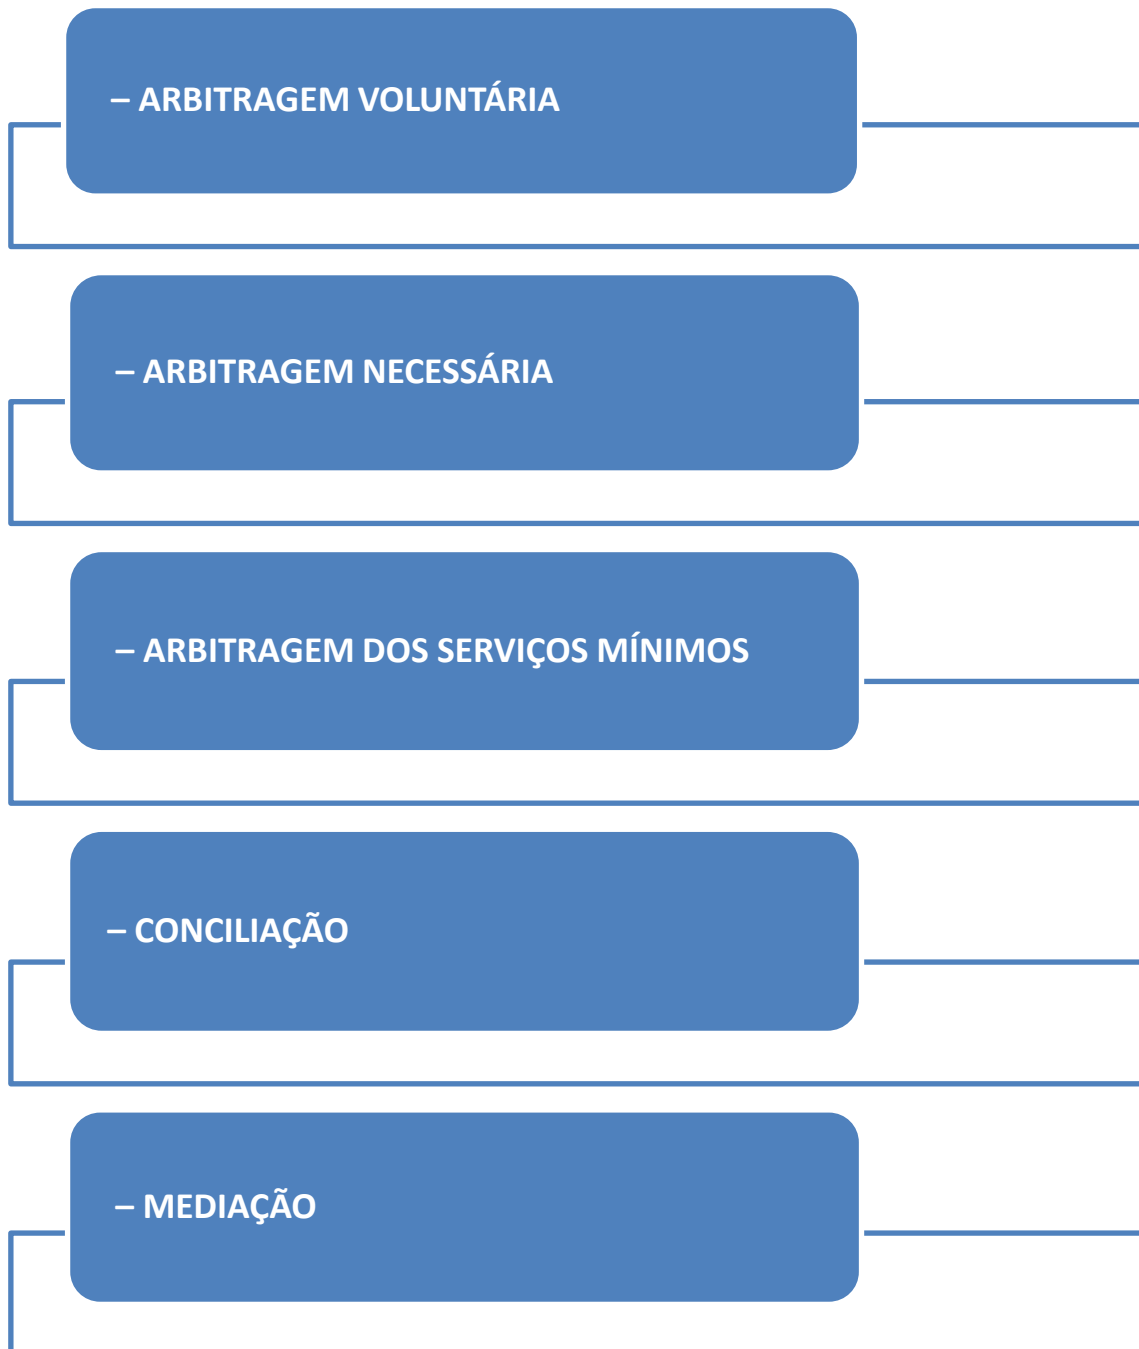 – ARBITRAGEM VOLUNTÁRIA
– ARBITRAGEM NECESSÁRIA
– ARBITRAGEM DOS SERVIÇOS MÍNIMOS
– CONCILIAÇÃO
– MEDIAÇÃO